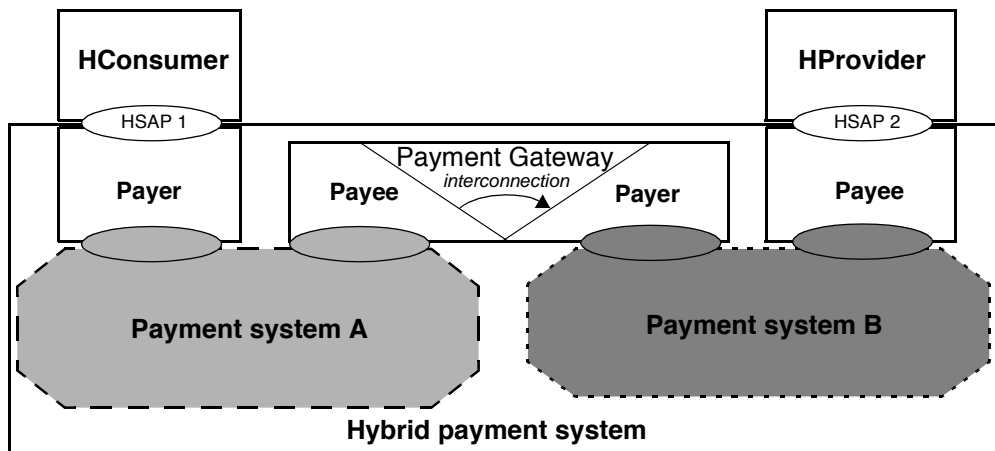 HConsumer
HProvider
HSAP 1
HSAP 2
Payment Gateway
interconnection
Payer
Payee
Payer
Payee
Payment system A
Payment system B
Hybrid payment system